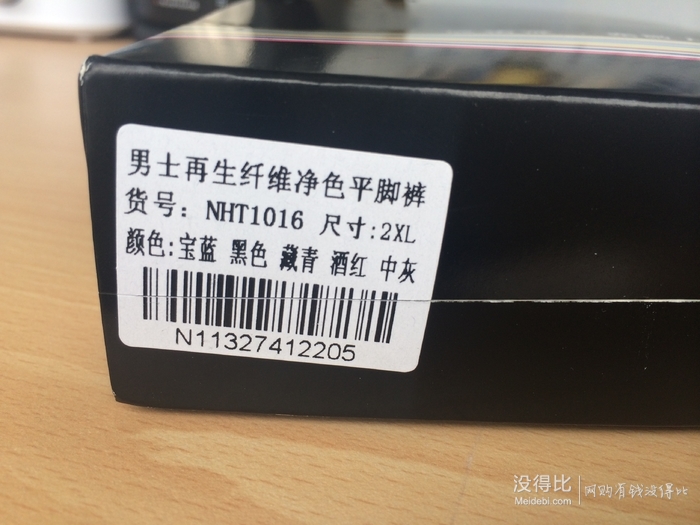 男士再生纤维净色平脚裤
货号：NHT1016 尺寸:2XL
颜色:宝蓝 黑色 藏青 酒红 中灰
N11327412205
没得比
Meidebi.com
网购有钱没得比